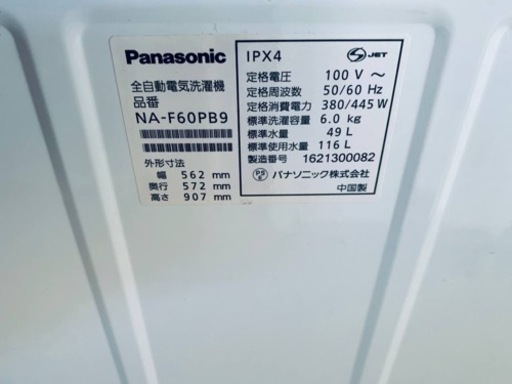 Panasonic
全自動電気洗濯機
品番
NA-F60PB9
外形寸法
幅 562 mm
奥行 572 mm
高さ 907 mm
IPX4
JET
定格電圧 100 V ～
定格周波数 50/60 Hz
定格消費電力 380/445 W
標準洗濯容量 6.0 kg
標準水量 49 L
標準使用水量 116 L
製造番号 1621300082
PSE パナソニック株式会社
中国製